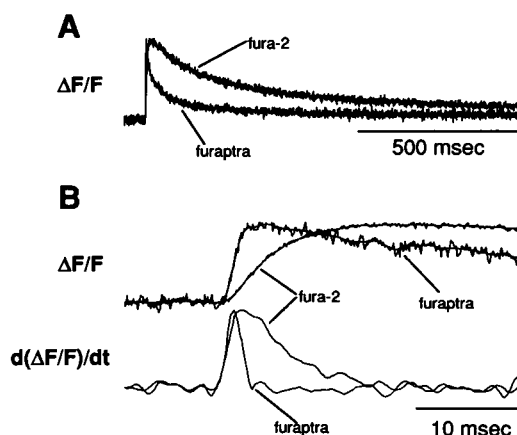 A
fura-2
ΔF/F
furaptra
500 msec
B
ΔF/F
fura-2
furaptra
d(ΔF/F)/dt
furaptra
10 msec